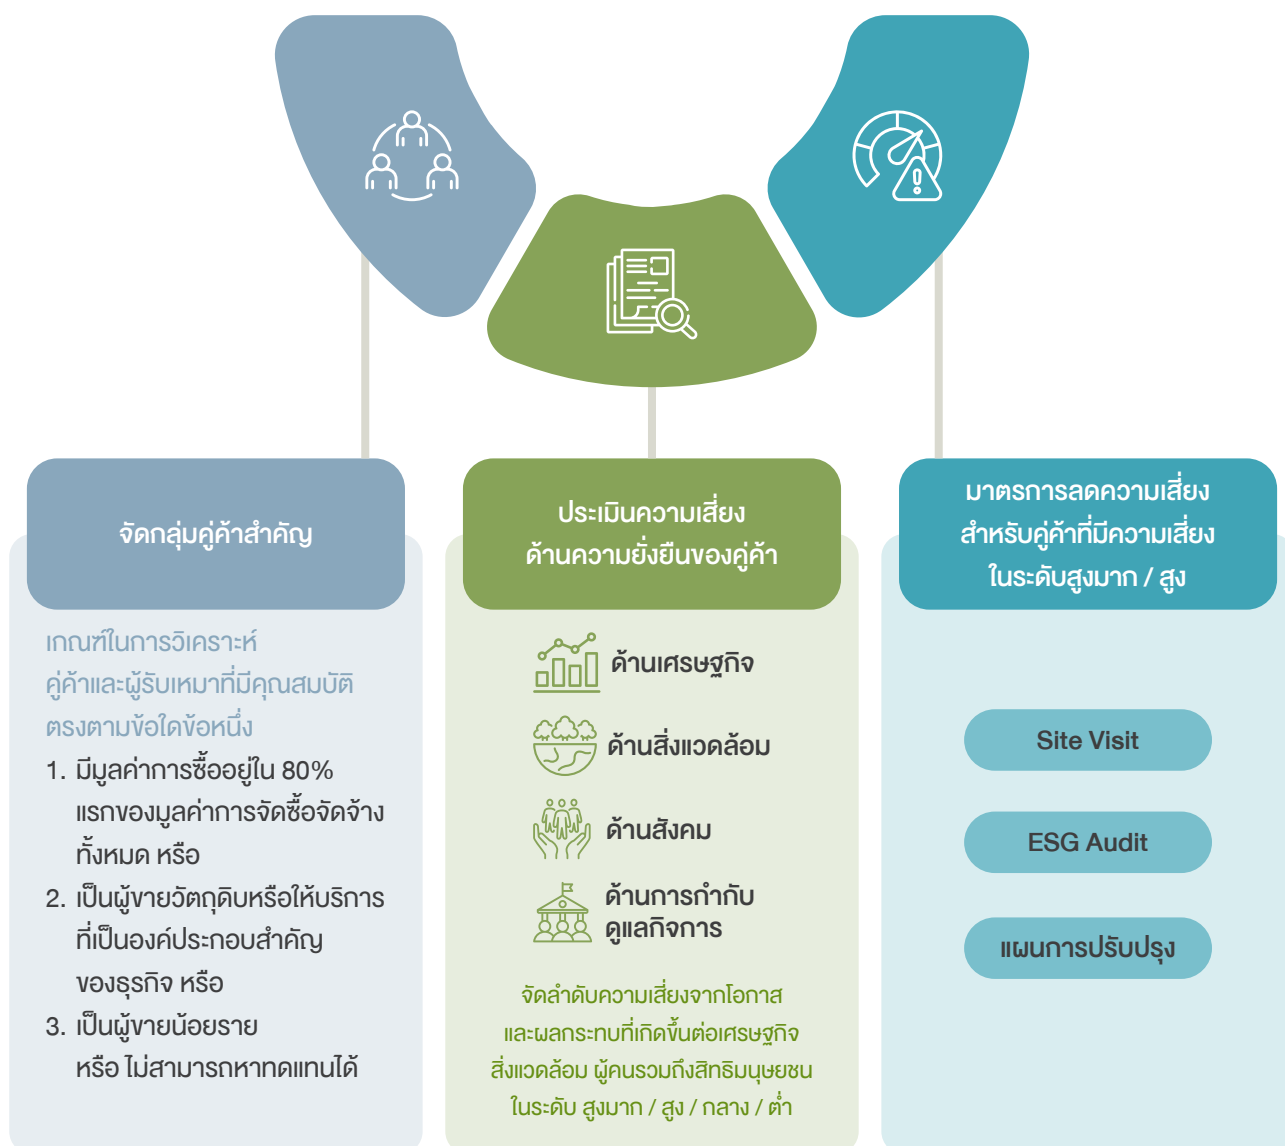 จัดกลุ่มคู่ค้าสำคัญ
เกณฑ์ในการวิเคราะห์
คู่ค้าและผู้รับเหมาที่มีคุณสมบัติ
ตรงตามข้อใดข้อหนึ่ง
1. มีมูลค่าการซื้ออยู่ใน 80%
แรกของมูลค่าการจัดซื้อจัดจ้าง
ทั้งหมด หรือ
2. เป็นผู้ขายวัตถุดิบหรือให้บริการ
ที่เป็นองค์ประกอบสำคัญ
ของธุรกิจ หรือ
3. เป็นผู้ขายน้อยราย
หรือ ไม่สามารถหาทดแทนได้
ประเมินความเสี่ยง
ด้านความยั่งยืนของคู่ค้า
ด้านเศรษฐกิจ
ด้านสิ่งแวดล้อม
ด้านสังคม
ด้านการกำกับ
ดูแลกิจการ
จัดลำดับความเสี่ยงจากโอกาส
และผลกระทบที่เกิดขึ้นต่อเศรษฐกิจ
สิ่งแวดล้อม ผู้คนรวมถึงสิทธิมนุษยชน
ในระดับ สูงมาก / สูง / กลาง / ต่ำ
มาตรการลดความเสี่ยง
สำหรับคู่ค้าที่มีความเสี่ยง
ในระดับสูงมาก / สูง
Site Visit
ESG Audit
แผนการปรับปรุง